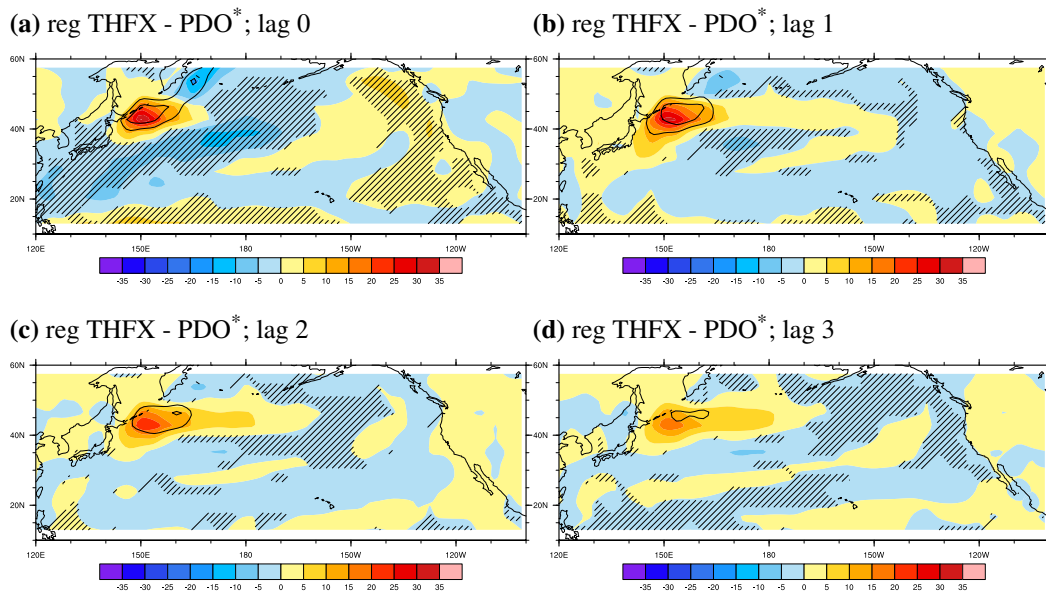 (a) reg THFX - PDO*; lag 0
(b) reg THFX - PDO*; lag 1
60N
40N
20N
120E 150E 180 150W 120W
60N
40N
20N
120E 150E 180 150W 120W
-35 -30 -25 -20 -15 -10 -5 0 5 10 15 20 25 30 35
-35 -30 -25 -20 -15 -10 -5 0 5 10 15 20 25 30 35
(c) reg THFX - PDO*; lag 2
(d) reg THFX - PDO*; lag 3
60N
40N
20N
120E 150E 180 150W 120W
60N
40N
20N
120E 150E 180 150W 120W
-35 -30 -25 -20 -15 -10 -5 0 5 10 15 20 25 30 35
-35 -30 -25 -20 -15 -10 -5 0 5 10 15 20 25 30 35